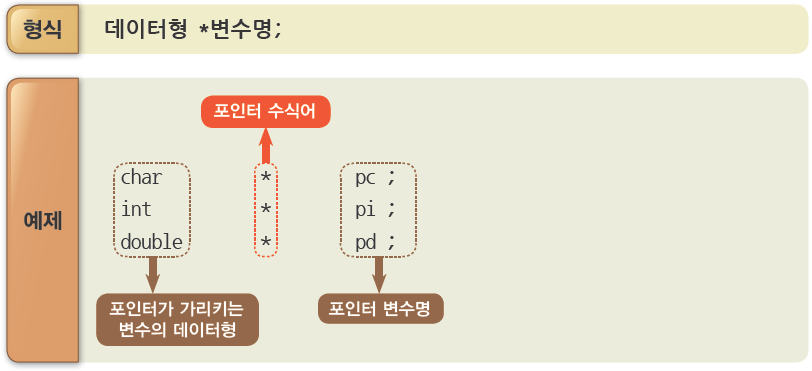 형식
데이터형 *변수명;
포인터 수식어
예제
char * pc ;
int * pi ;
double * pd ;
포인터가 가리키는
변수의 데이터형
포인터 변수명